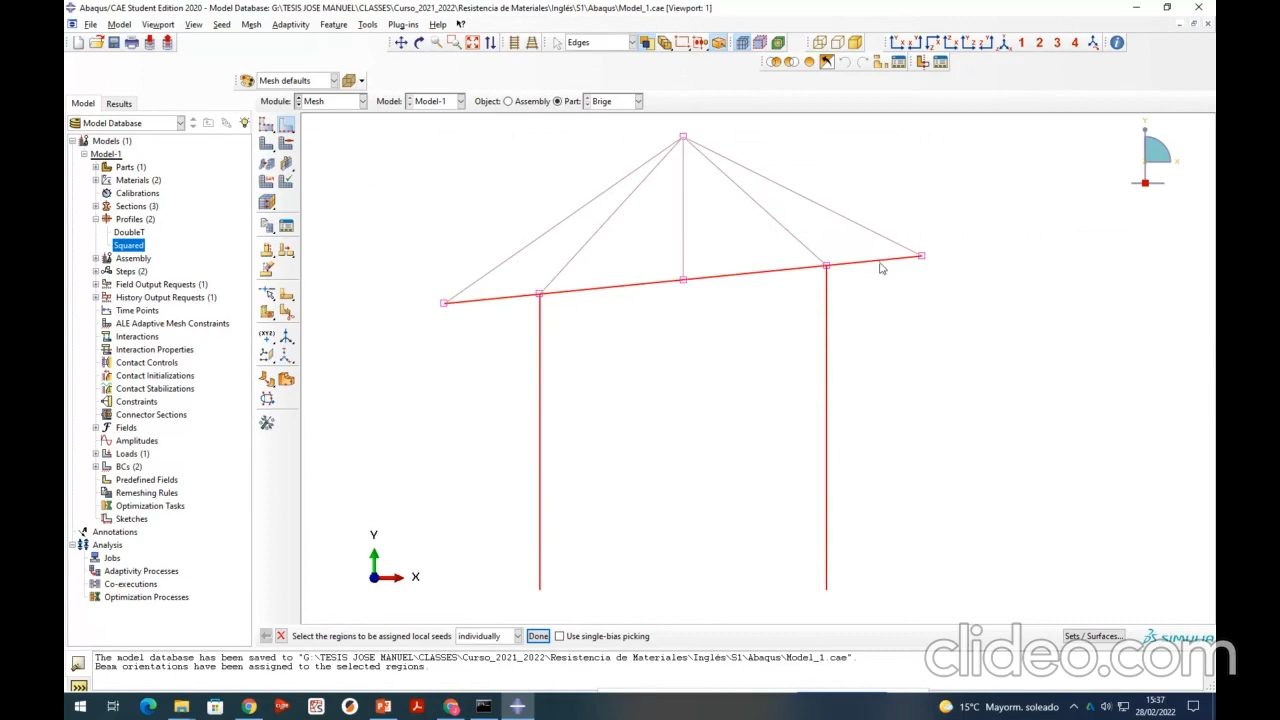 Abaqus/CAE Student Edition 2020 - Model Database: G:\TESIS JOSE MANUEL\CLASSES\Curso_2021_2022\Resistencia de Materiales\Inglés\S1\Abaqus\Model_1.cae [Viewport: 1]
File Model Viewport View Seed Mesh Adaptivity Feature Tools Plug-ins Help
Edges 1 2 3 4
Mesh defaults
Model Results Module: Mesh Model: Model-1 Object: Assembly Part: Brige
Model Database
Models (1)
Model-1
Parts (1)
Materials (2)
Calibrations
Sections (3)
Profiles (2)
DoubleT
Squared
Assembly
Steps (2)
Field Output Requests (1)
History Output Requests (1)
Time Points
ALE Adaptive Mesh Constraints
Interactions
Interaction Properties
Contact Controls
Contact Initializations
Contact Stabilizations
Constraints
Connector Sections
Fields
Amplitudes
Loads (1)
BCs (2)
Predefined Fields
Remeshing Rules
Optimization Tasks
Sketches
Annotations
Analysis
Jobs
Adaptivity Processes
Co-executions
Optimization Processes
Y
X
Y
X
Select the regions to be assigned local seeds individually Done Use single-bias picking Sets / Surfaces...
SIMULIA
The model database has been saved to "G:\TESIS JOSE MANUEL\CLASSES\Curso_2021_2022\Resistencia de Materiales\Inglés\S1\Abaqus\Model_1.cae".
Beam orientations have been assigned to the selected regions.
clideo.com
15°C Mayorm. soleado
15:37
28/02/2022